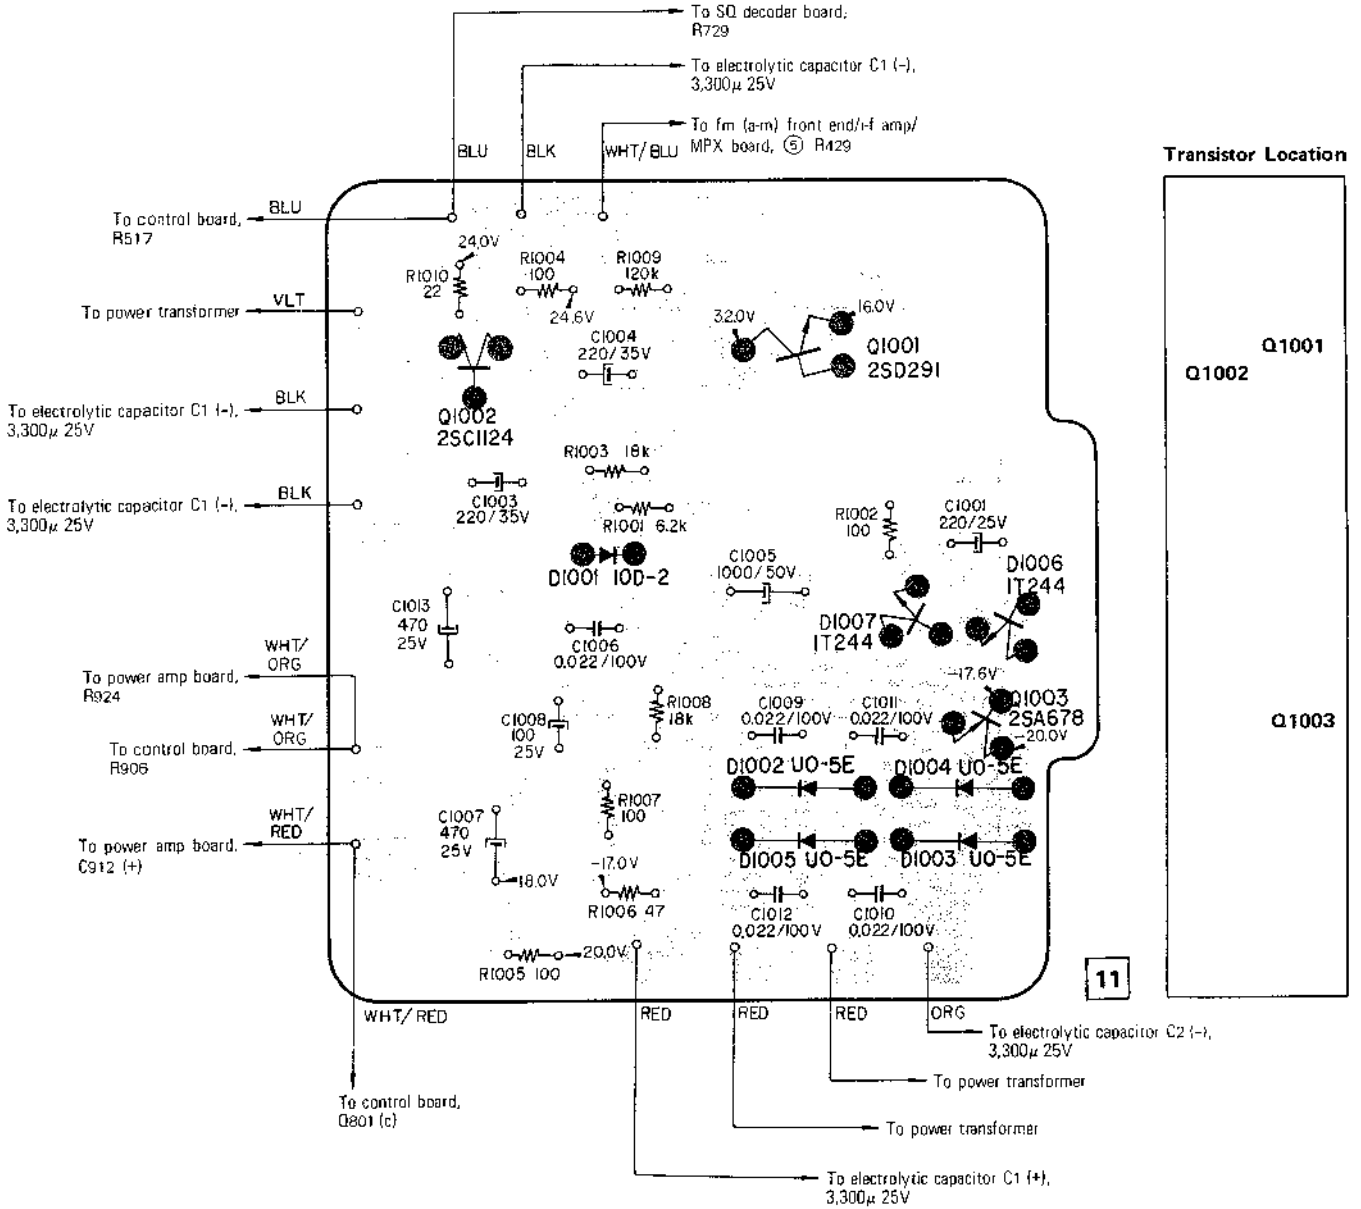 To SQ decoder board,
R729
To electrolytic capacitor C1 (-),
3,300μ 25V
To fm (a-m) front end/i-f amp/
MPX board, ⑤ R429
BLU
BLK
WHT/BLU
Transistor Location
BLU
To control board,
R517
24.0V
R1010
22
R1004
100
24.6V
R1009
120k
VLT
To power transformer
C1004
220/35V
32.0V
16.0V
Q1001
2SD291
Q1001
Q1002
BLK
To electrolytic capacitor C1 (-),
3,300μ 25V
Q1002
2SC1124
R1003 18k
BLK
To electrolytic capacitor C1 (-),
3,300μ 25V
C1003
220/35V
R1001 6.2k
R1002
100
C1001
220/25V
D1001 10D-2
C1005
1000/50V
D1006
1T244
C1013
470
25V
C1006
0.022/100V
D1007
1T244
WHT/
ORG
To power amp board,
R924
-17.6V
Q1003
2SA678
-20.0V
Q1003
C1008
100
25V
R1008
18k
C1009
0.022/100V
C1011
0.022/100V
WHT/
ORG
To control board,
R906
D1002 U0-5E
D1004 U0-5E
WHT/
RED
To power amp board,
C912 (+)
C1007
470
25V
R1007
100
D1005 U0-5E
D1003 U0-5E
-18.0V
-17.0V
R1006 47
C1012
0.022/100V
C1010
0.022/100V
R1005 100
-20.0V
11
WHT/RED
RED
RED
RED
ORG
To electrolytic capacitor C2 (-),
3,300μ 25V
To power transformer
To control board,
Q801 (c)
To power transformer
To electrolytic capacitor C1 (+),
3,300μ 25V